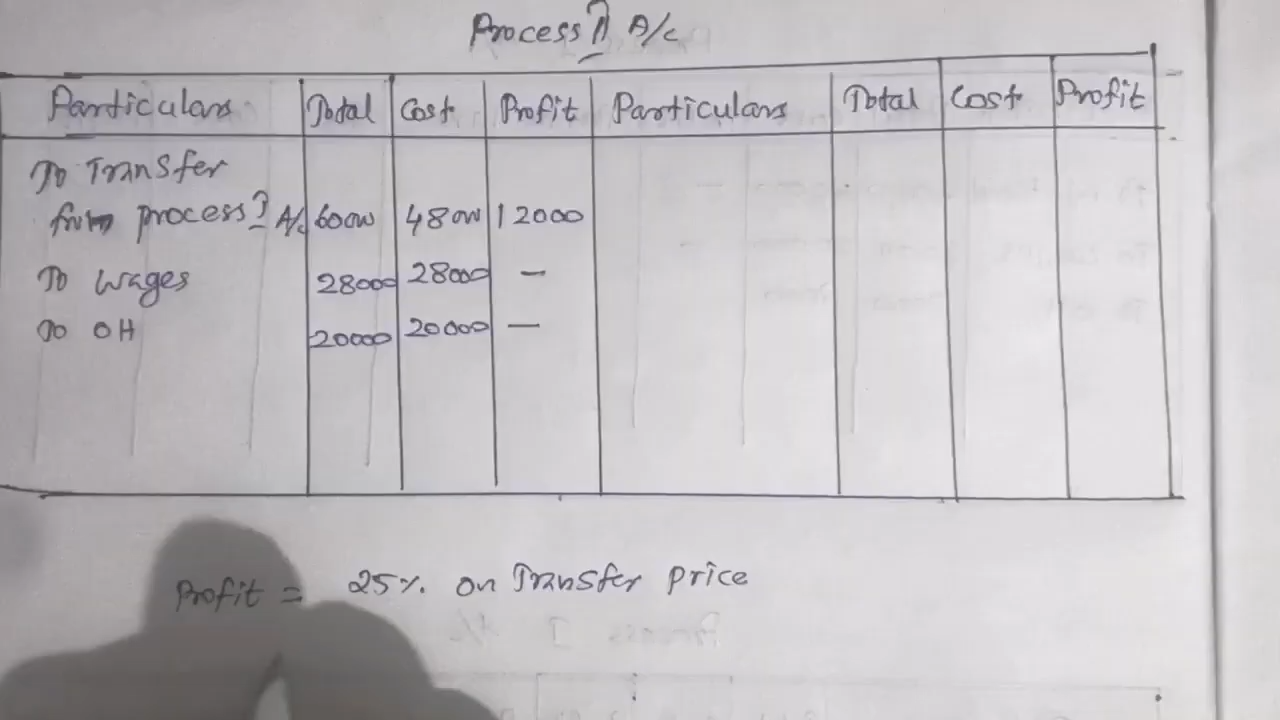 Process II A/c
Particulars Total Cost Profit Particulars Total Cost Profit
To Transfer
from process I A/c 60000 48000 12000
To wages 28000 28000 —
To OH 20000 20000 —
Profit = 25% on Transfer price